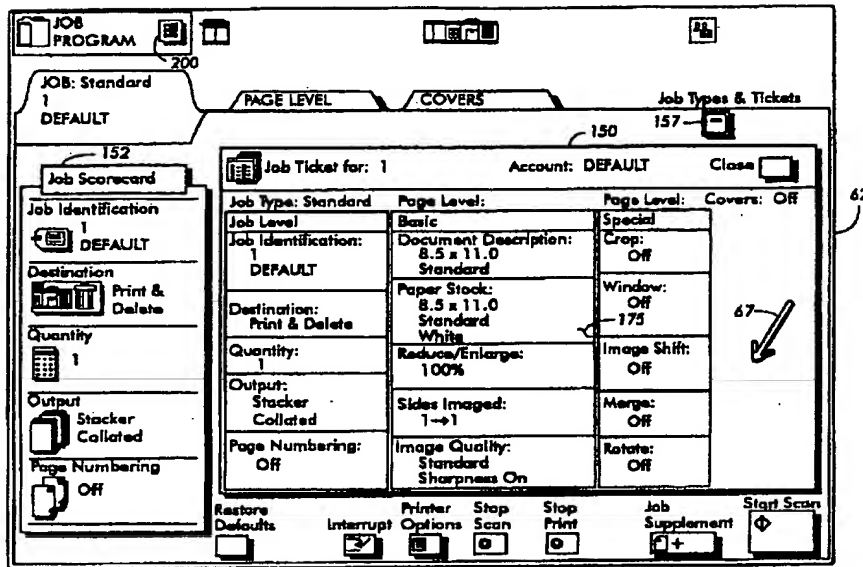 JOB
PROGRAM
200
JOB: Standard
1
DEFAULT
PAGE LEVEL
COVERS
Job Types & Tickets
157
150
152
62
Job Scorecard
Job Identification
1
DEFAULT
Destination
Print &
Delete
Quantity
1
Output
Stacker
Collated
Page Numbering
Off
Job Ticket for: 1 Account: DEFAULT Close
Job Type: Standard Page Level: Page Level: Covers: Off
Job Level
Job Identification:
1
DEFAULT
Destination:
Print & Delete
Quantity:
1
Output:
Stacker
Collated
Page Numbering:
Off
Basic
Document Description:
8.5 x 11.0
Standard
Paper Stock:
8.5 x 11.0
Standard
White
175
Reduce/Enlarge:
100%
Sides Imaged:
1→1
Image Quality:
Standard
Sharpness On
Special
Crop:
Off
Window:
Off
Image Shift:
Off
Merge:
Off
Rotate:
Off
67
Restore
Defaults
Interrupt
Printer
Options
Stop
Scan
Stop
Print
Job
Supplement
Start Scan